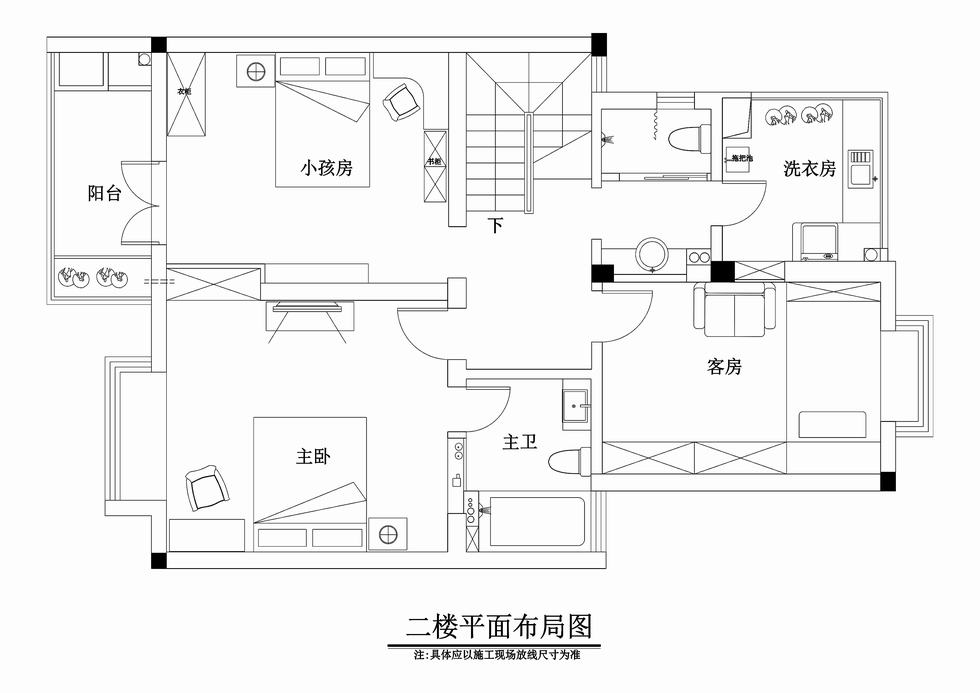 衣柜
小孩房
书柜
阳台
下
拖把池
洗衣房
客房
主卧
主卫
二楼平面布局图
注:具体应以施工现场放线尺寸为准